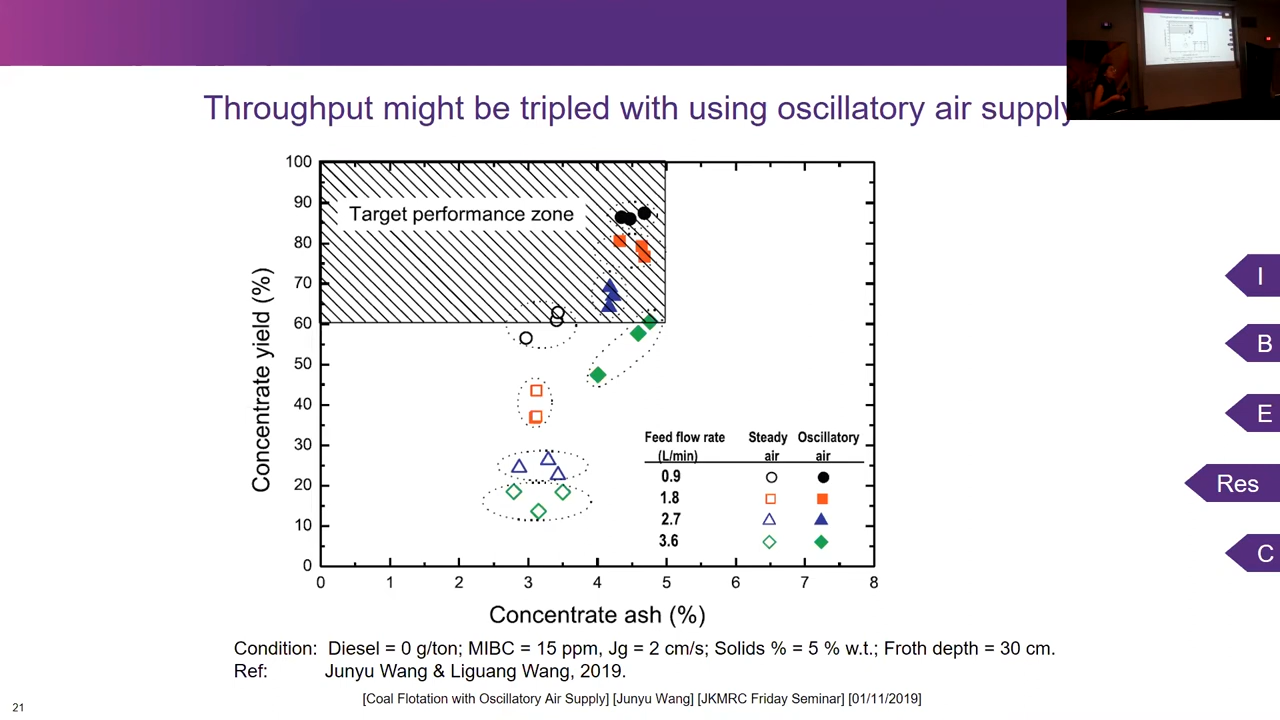 Throughput might be tripled with using oscillatory air supply
100
90
80
70
60
50
40
30
20
10
0
Concentrate yield (%)
Target performance zone
Feed flow rate (L/min) Steady air Oscillatory air
0.9
1.8
2.7
3.6
0 1 2 3 4 5 6 7 8
Concentrate ash (%)
I
B
E
Res
C
Condition: Diesel = 0 g/ton; MIBC = 15 ppm, Jg = 2 cm/s; Solids % = 5 % w.t.; Froth depth = 30 cm.
Ref: Junyu Wang & Liguang Wang, 2019.
[Coal Flotation with Oscillatory Air Supply] [Junyu Wang] [JKMRC Friday Seminar] [01/11/2019]
21